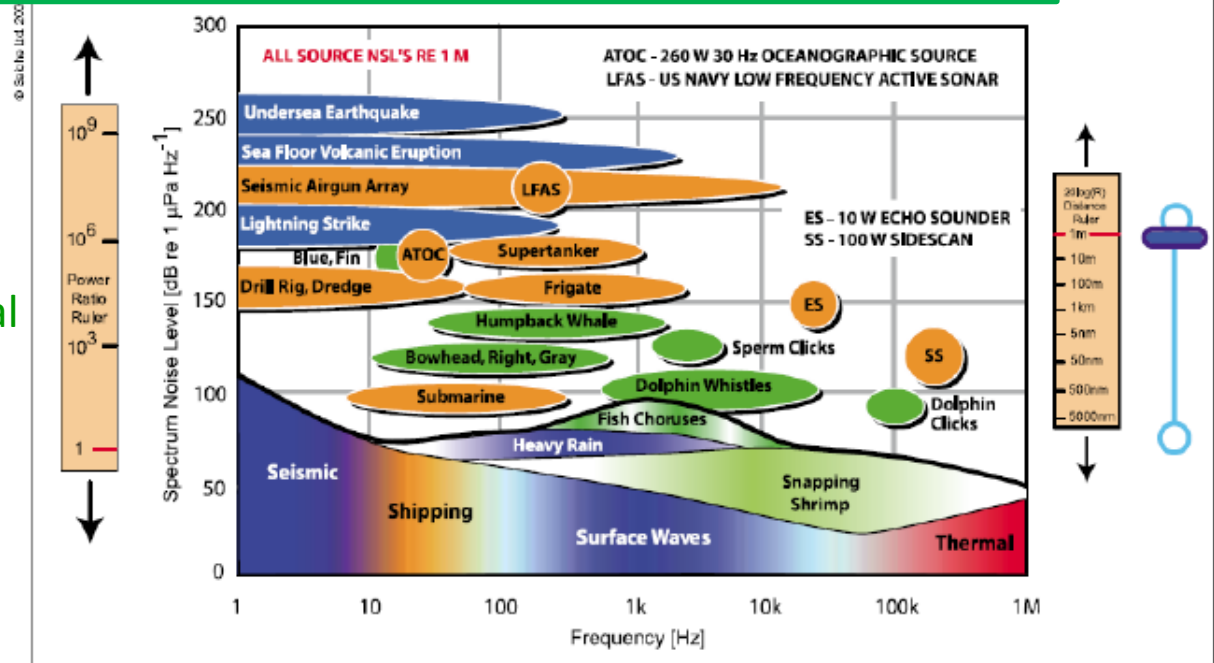 © Subho Ltd 200
al
10⁹
10⁶
Power
Ratio
Ruler
10³
1
Spectrum Noise Level [dB re 1 µPa Hz⁻¹]
300
250
200
150
100
50
0
ALL SOURCE NSL'S RE 1 M
ATOC - 260 W 30 Hz OCEANOGRAPHIC SOURCE
LFAS - US NAVY LOW FREQUENCY ACTIVE SONAR
Undersea Earthquake
Sea Floor Volcanic Eruption
Seismic Airgun Array
LFAS
Lightning Strike
ES - 10 W ECHO SOUNDER
SS - 100 W SIDESCAN
Blue, Fin
ATOC
Supertanker
Drill Rig, Dredge
Frigate
ES
Humpback Whale
Sperm Clicks
Bowhead, Right, Gray
SS
Submarine
Dolphin Whistles
Dolphin
Clicks
Fish Choruses
Heavy Rain
Seismic
Snapping
Shrimp
Shipping
Surface Waves
Thermal
1
10
100
1k
10k
100k
1M
Frequency [Hz]
20log(R)
Distance
Ruler
1m
10m
100m
1km
5nm
50nm
500nm
5000nm